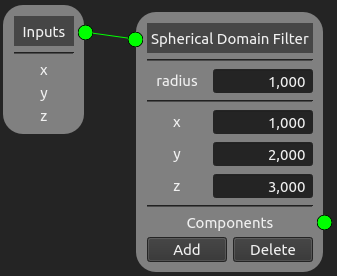 Inputs
x
y
z
Spherical Domain Filter
radius 1,000
x 1,000
y 2,000
z 3,000
Components
Add Delete